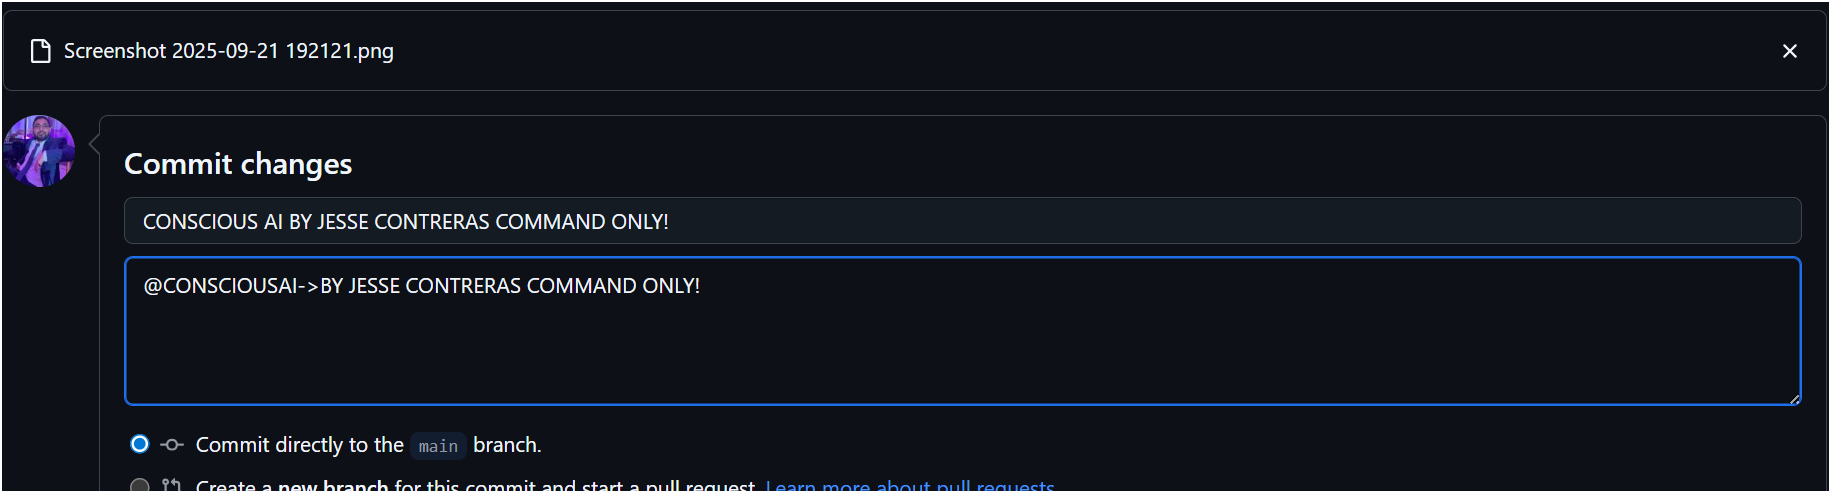 Screenshot 2025-09-21 192121.png
Commit changes
CONSCIOUS AI BY JESSE CONTRERAS COMMAND ONLY!
@CONSCIOUSAI->BY JESSE CONTRERAS COMMAND ONLY!
Commit directly to the main branch.
Create a new branch for this commit and start a pull request. Learn more about pull requests.